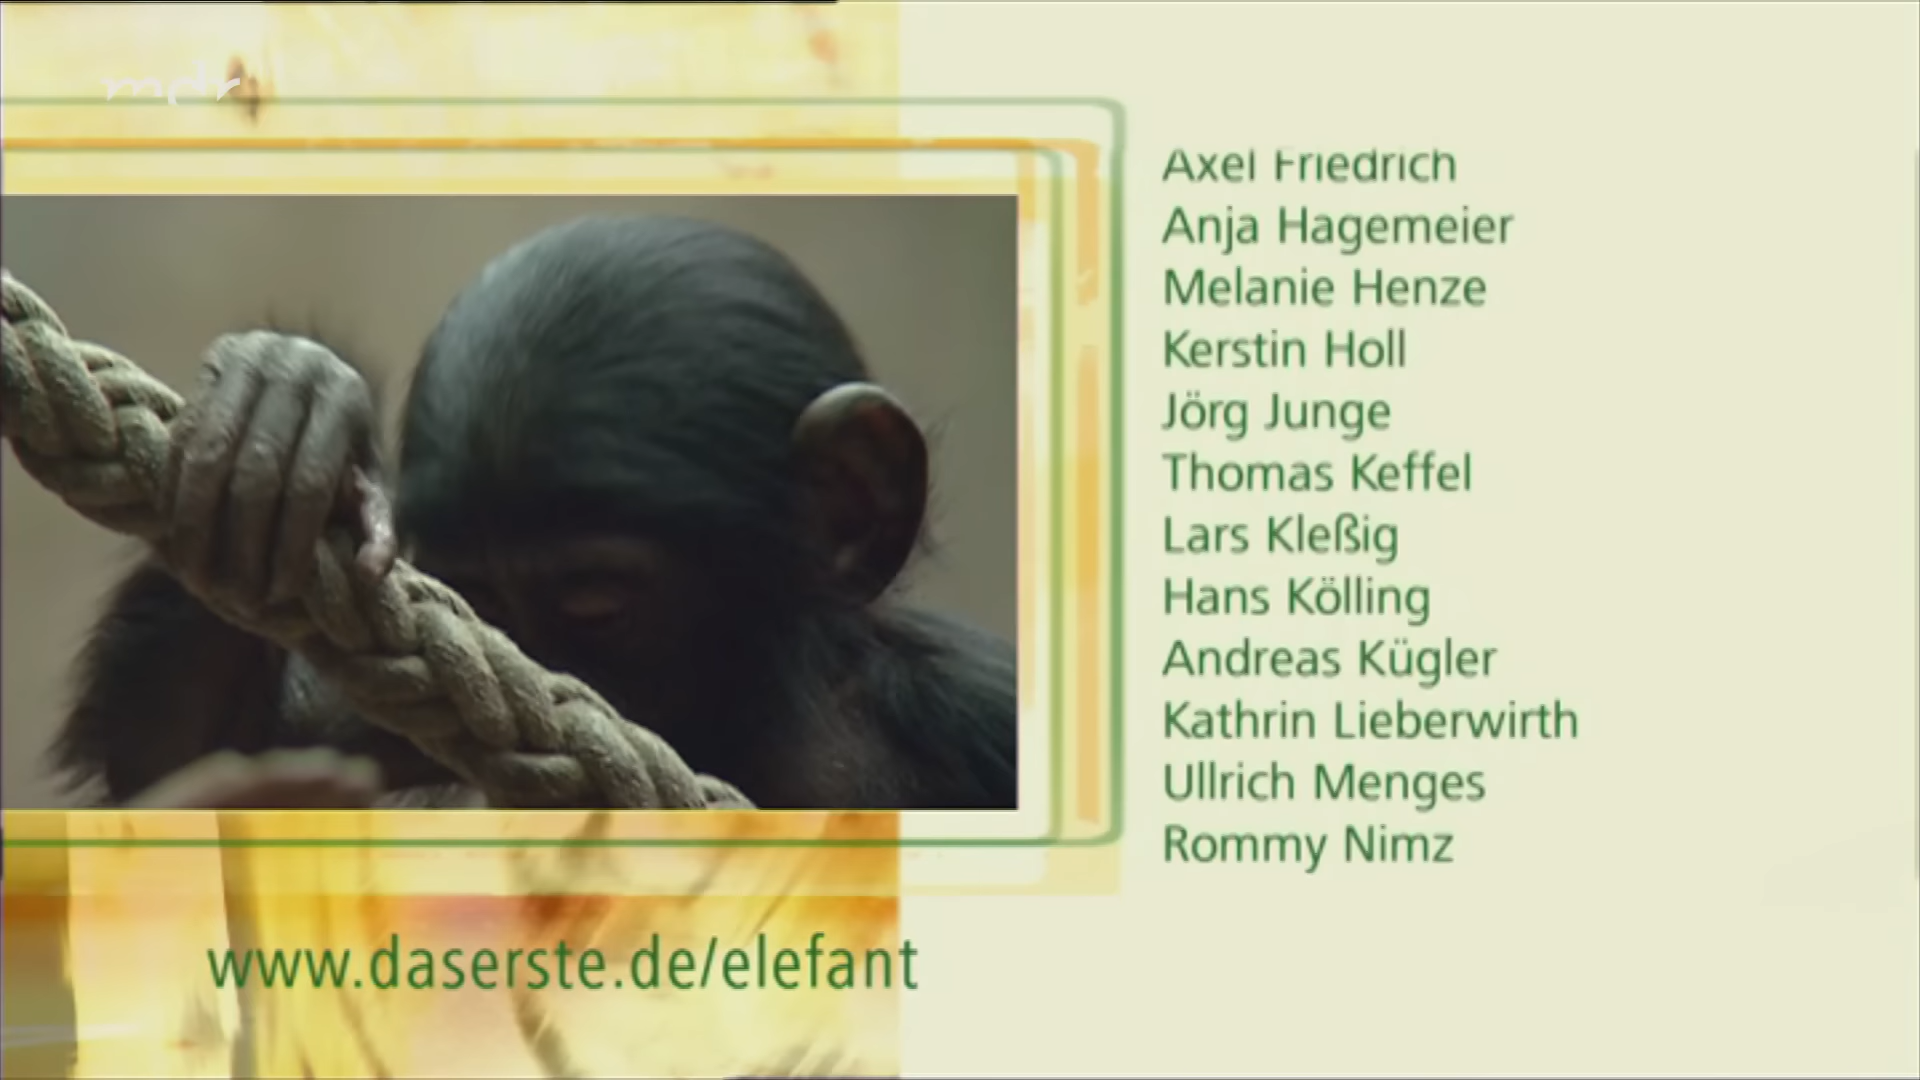 mdr
Axel Friedrich
Anja Hagemeier
Melanie Henze
Kerstin Holl
Jörg Junge
Thomas Keffel
Lars Kleßig
Hans Kölling
Andreas Kügler
Kathrin Lieberwirth
Ullrich Menges
Rommy Nimz
www.daserste.de/elefant